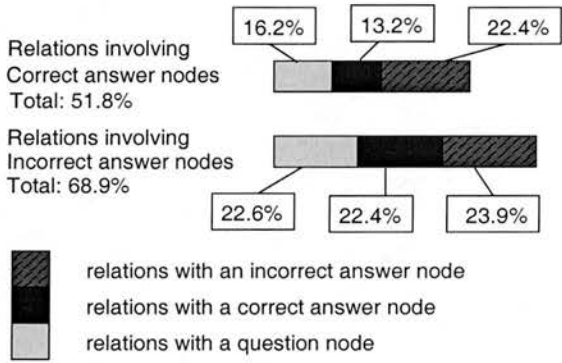 16.2% 13.2% 22.4%
Relations involving
Correct answer nodes
Total: 51.8%
Relations involving
Incorrect answer nodes
Total: 68.9%
22.6% 22.4% 23.9%
relations with an incorrect answer node
relations with a correct answer node
relations with a question node